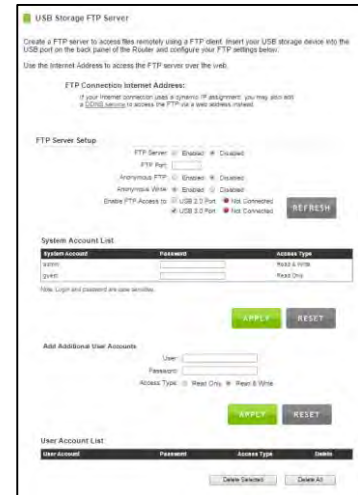 USB Storage FTP Server
Create a FTP server to access files remotely using a FTP client. Insert your USB storage device into the
USB port on the back panel of the Router and configure your FTP settings below.
Use the Internet Address to access the FTP server over the web.
FTP Connection Internet Address:
If your Internet connection uses a dynamic IP assignment, you may also add
a DDNS service to access the FTP via a web address instead.
FTP Server Setup
FTP Server: Enabled Disabled
FTP Port:
Anonymous FTP: Enabled Disabled
Anonymous Write: Enabled Disabled
Enable FTP Access to: USB 2.0 Port Not Connected
USB 3.0 Port Not Connected
REFRESH
System Account List
System Account Password Access Type
admin Read & Write
guest Read Only
Note: Login and password are case sensitive.
APPLY RESET
Add Additional User Accounts
User:
Password:
Access Type: Read Only Read & Write
APPLY RESET
User Account List
User Account Password Access Type Delete
Delete Selected Delete All